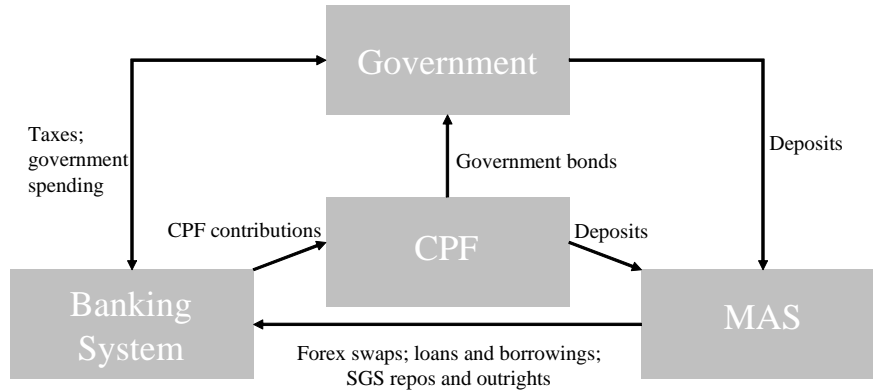 Government
Taxes;
government
spending
Deposits
Government bonds
CPF contributions
CPF
Deposits
Banking
System
MAS
Forex swaps; loans and borrowings;
SGS repos and outrights